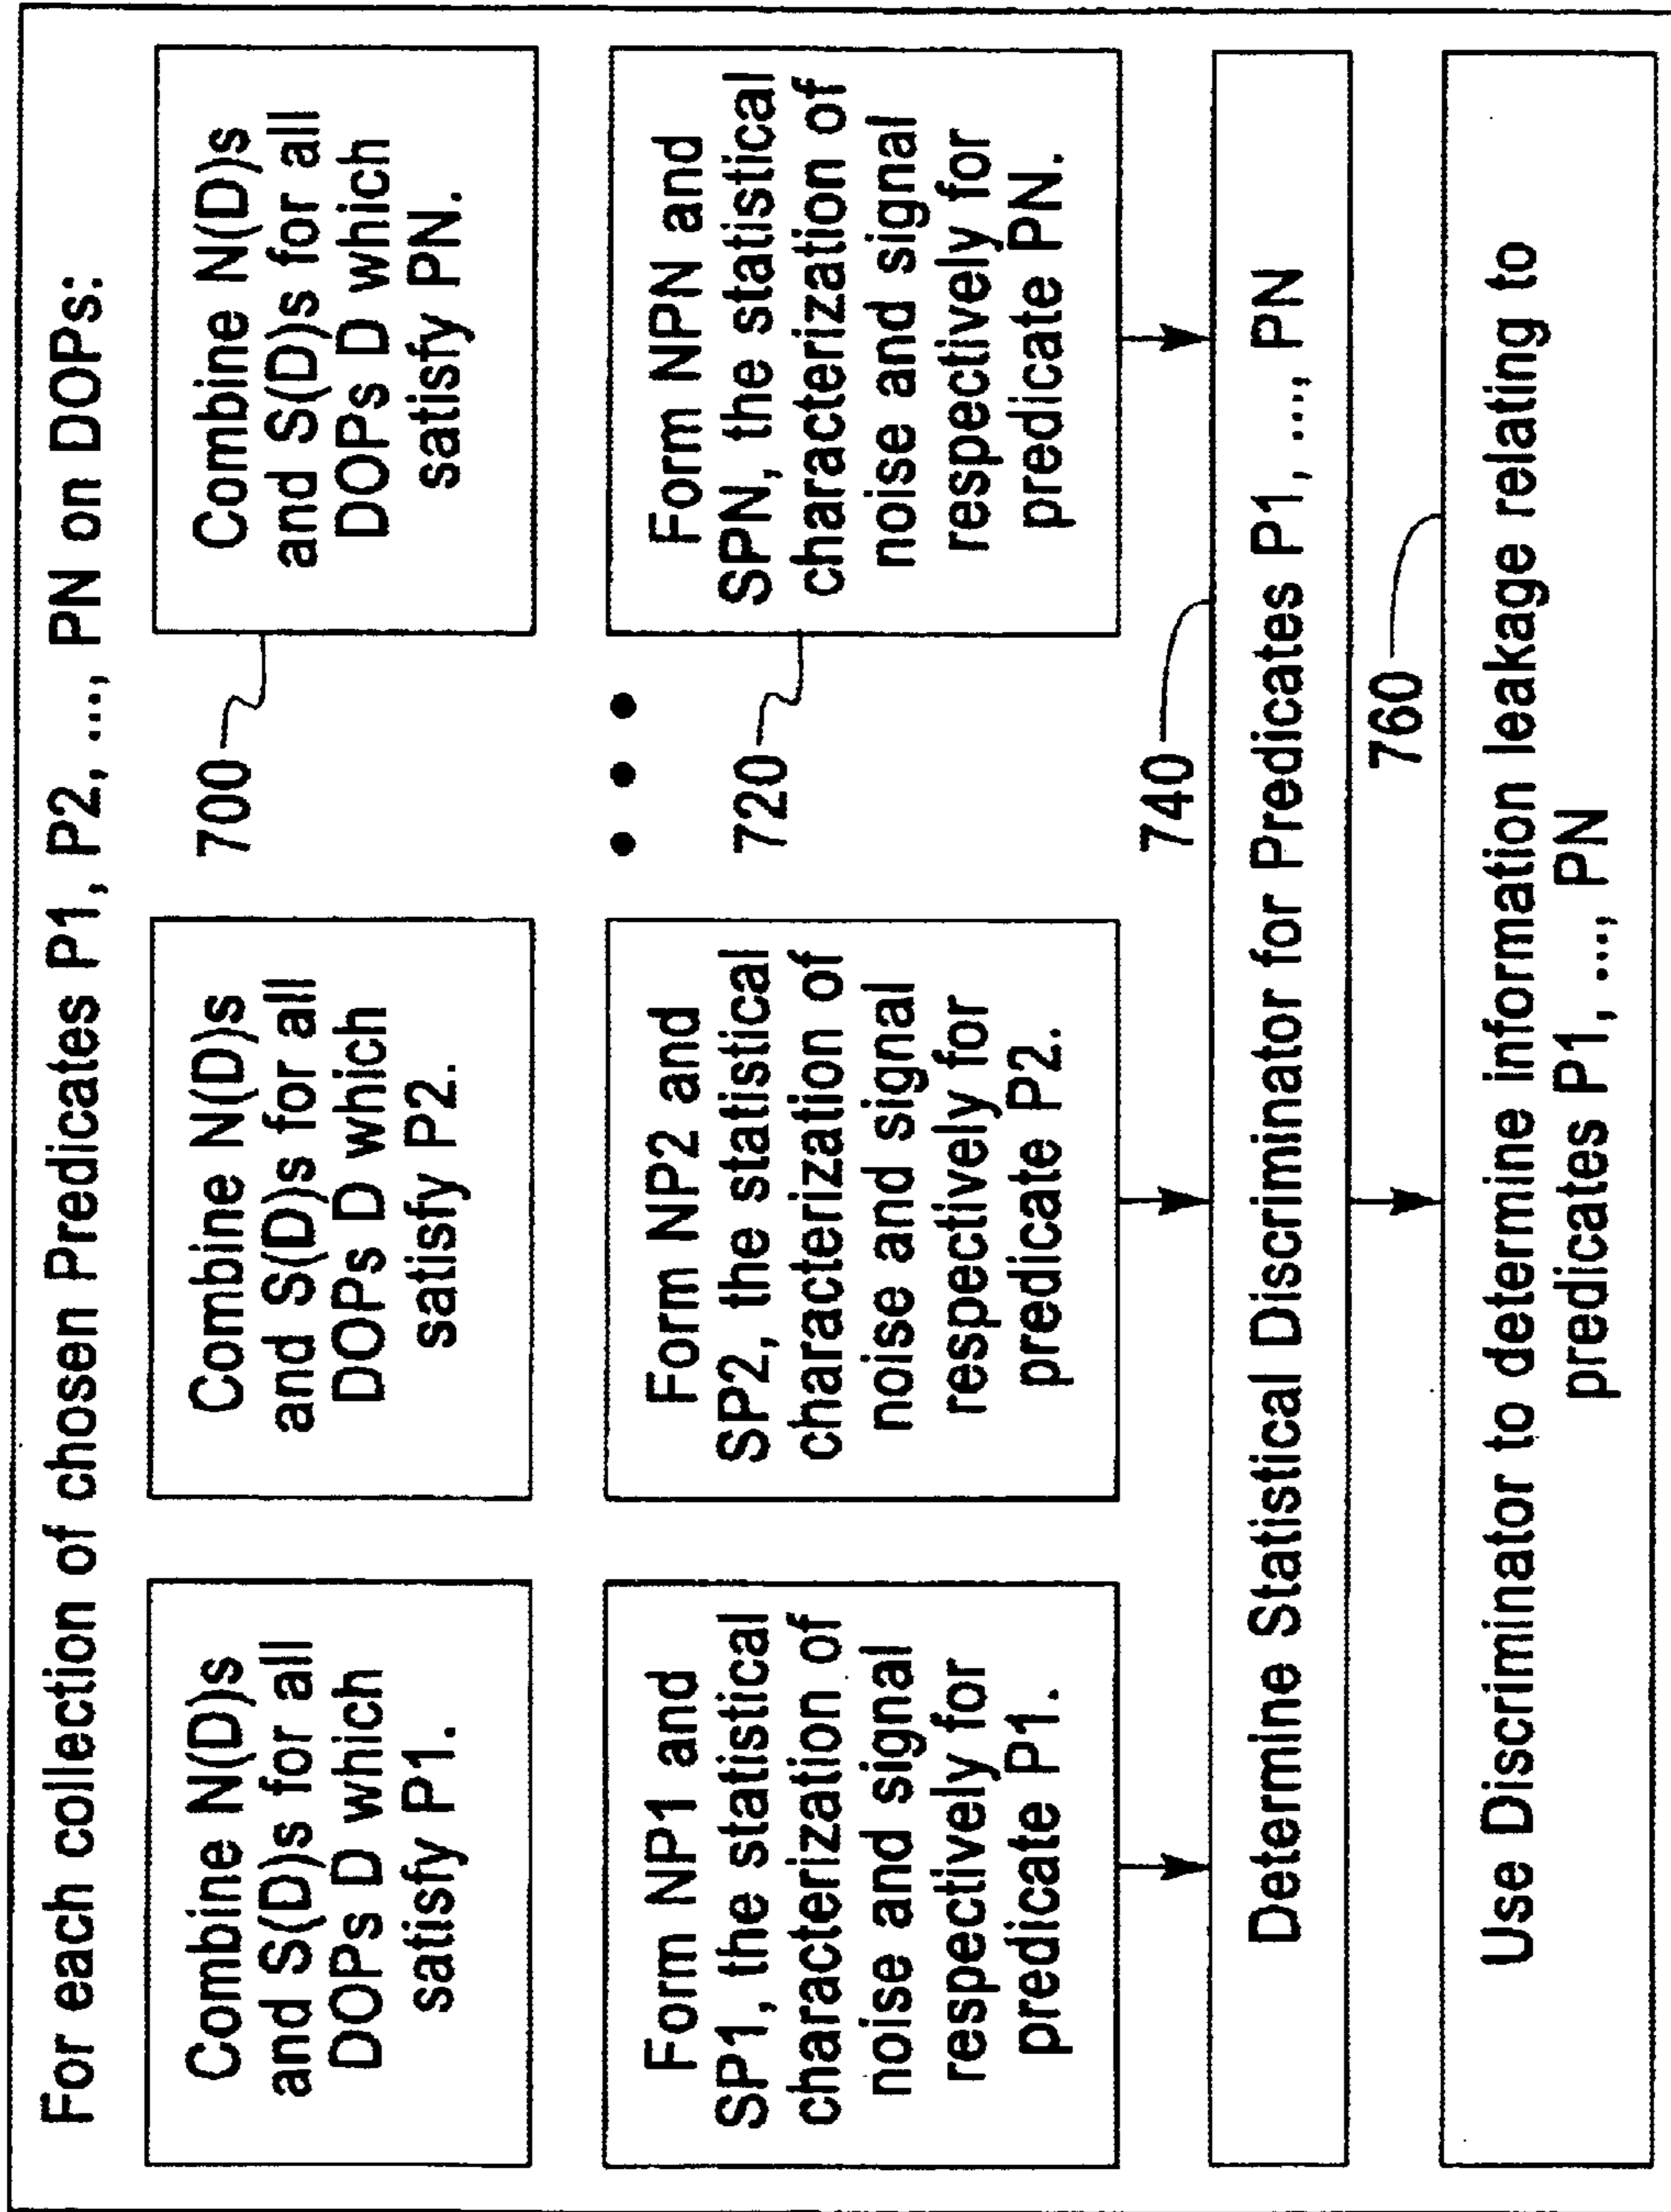 For each collection of chosen Predicates P1, P2, ..., PN on DOPs:
Combine N(D)s
and S(D)s for all
DOPs D which
satisfy P1.
Combine N(D)s
and S(D)s for all
DOPs D which
satisfy P2.
700
Combine N(D)s
and S(D)s for all
DOPs D which
satisfy PN.
Form NP1 and
SP1, the statistical
characterization of
noise and signal
respectively for
predicate P1.
Form NP2 and
SP2, the statistical
characterization of
noise and signal
respectively for
predicate P2.
• • •
720
Form NPN and
SPN, the statistical
characterization of
noise and signal
respectively for
predicate PN.
740
Determine Statistical Discriminator for Predicates P1, ..., PN
760
Use Discriminator to determine information leakage relating to
predicates P1, ..., PN